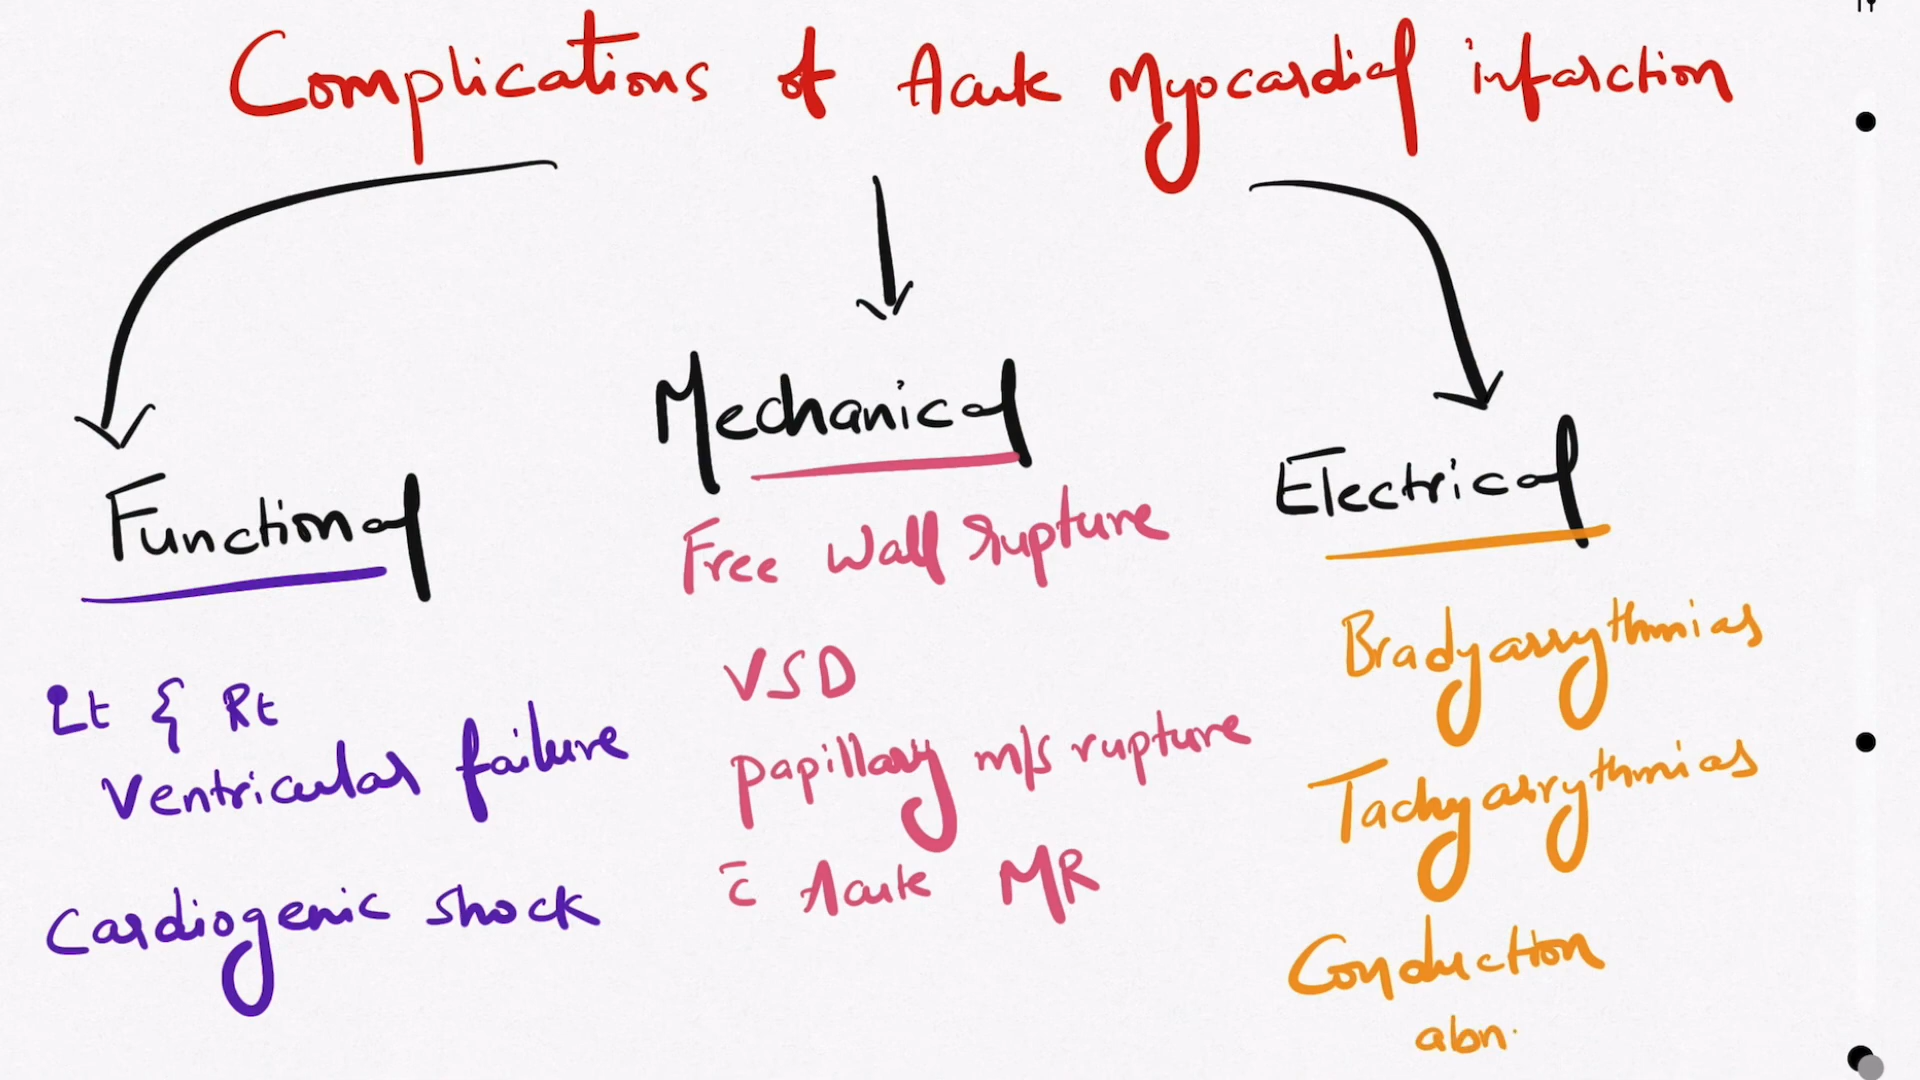 Complications of Acute Myocardial infarction
Functional
Lt & Rt
Ventricular failure
Cardiogenic shock
Mechanical
Free Wall rupture
VSD
papillary m/s rupture
c̄ Acute MR
Electrical
Bradyarrythmias
Tachyarrythmias
Conduction
abn.